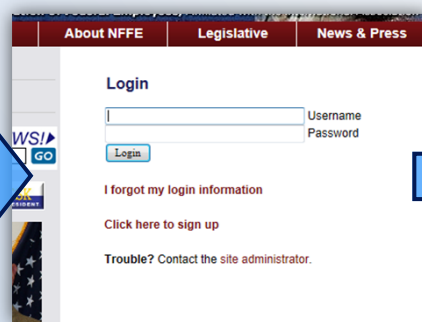 About NFFE Legislative News & Press
Login
Username
Password
WS!
GO
Login
I forgot my login information
Click here to sign up
Trouble? Contact the site administrator.